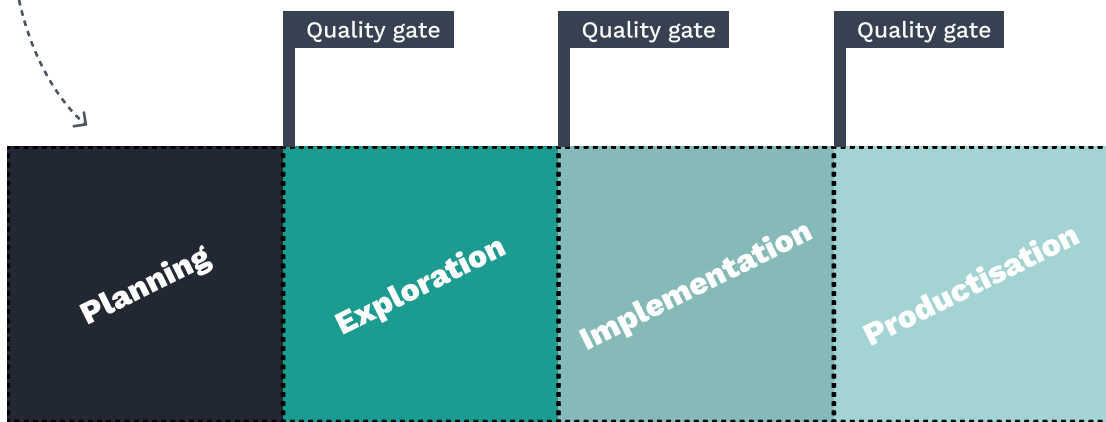 Quality gate
Quality gate
Quality gate
Planning
Exploration
Implementation
Productisation